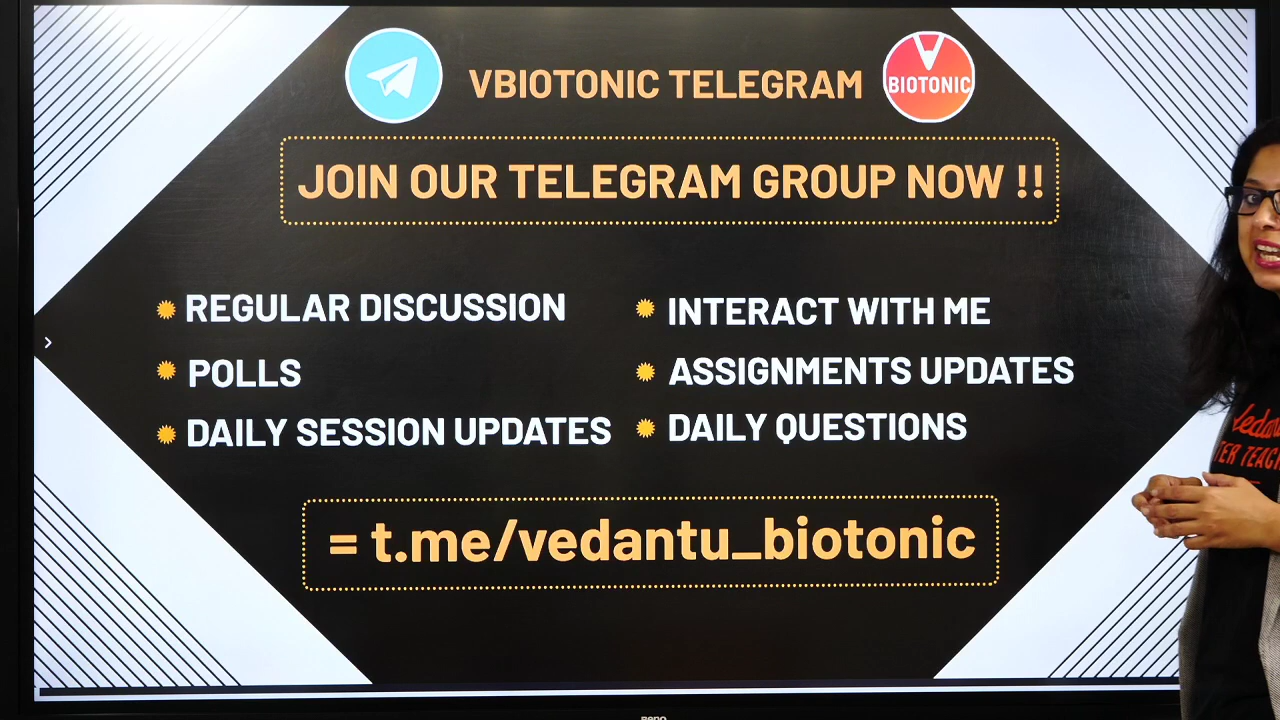 VBIOTONIC TELEGRAM
BIOTONIC
JOIN OUR TELEGRAM GROUP NOW !!
REGULAR DISCUSSION
INTERACT WITH ME
POLLS
ASSIGNMENTS UPDATES
DAILY SESSION UPDATES
DAILY QUESTIONS
= t.me/vedantu_biotonic